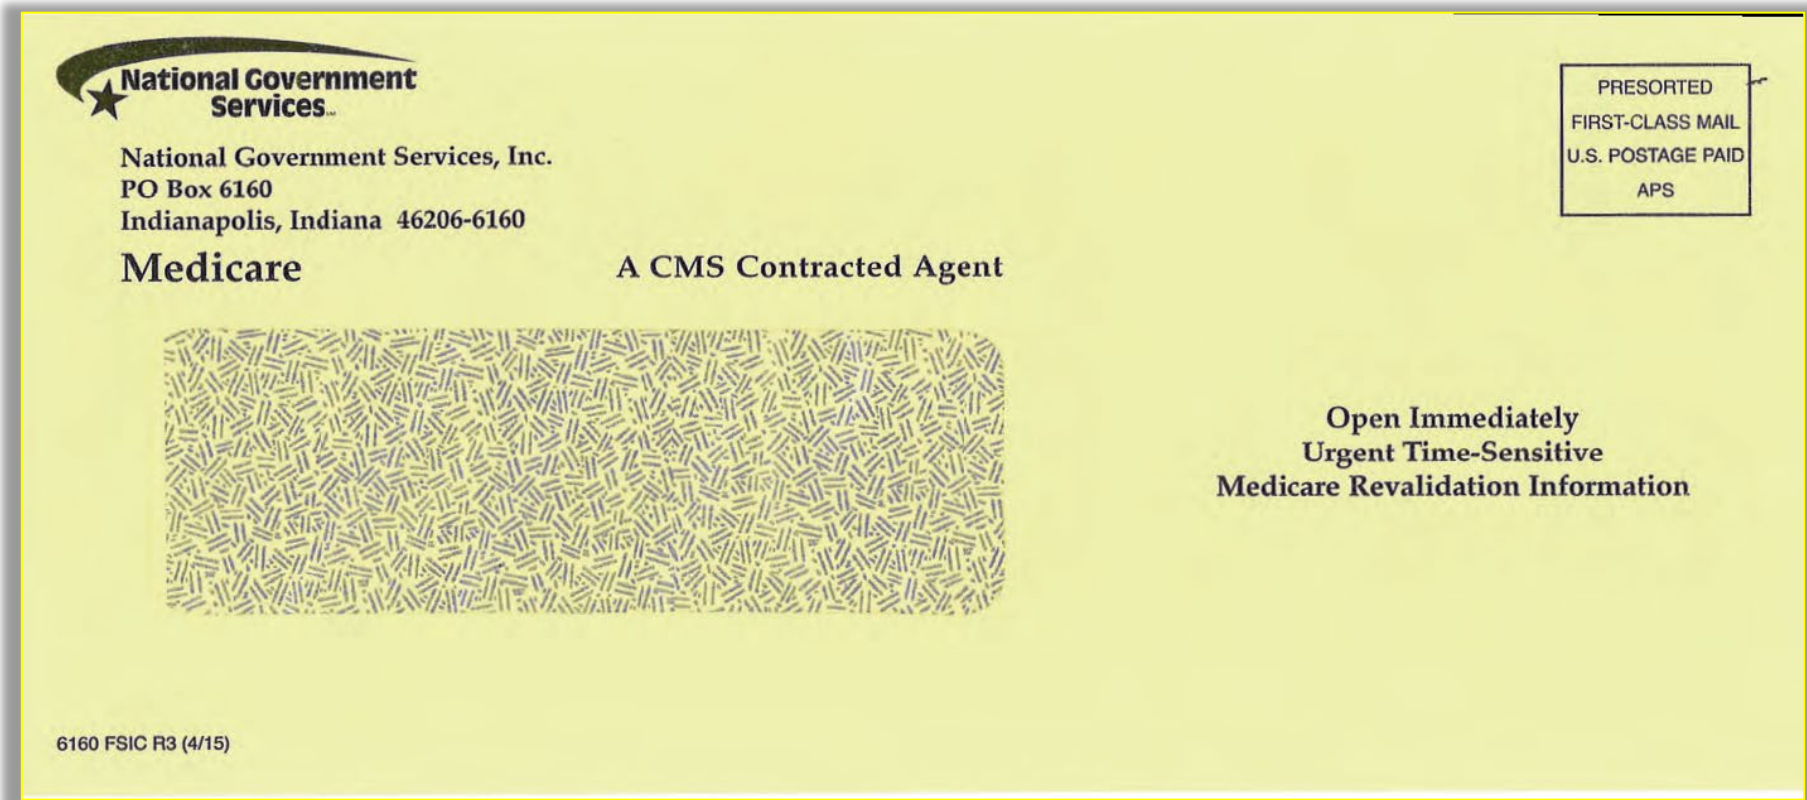 National Government
Services
National Government Services, Inc.
PO Box 6160
Indianapolis, Indiana 46206-6160
Medicare
A CMS Contracted Agent
PRESORTED
FIRST-CLASS MAIL
U.S. POSTAGE PAID
APS
Open Immediately
Urgent Time-Sensitive
Medicare Revalidation Information
6160 FSIC R3 (4/15)